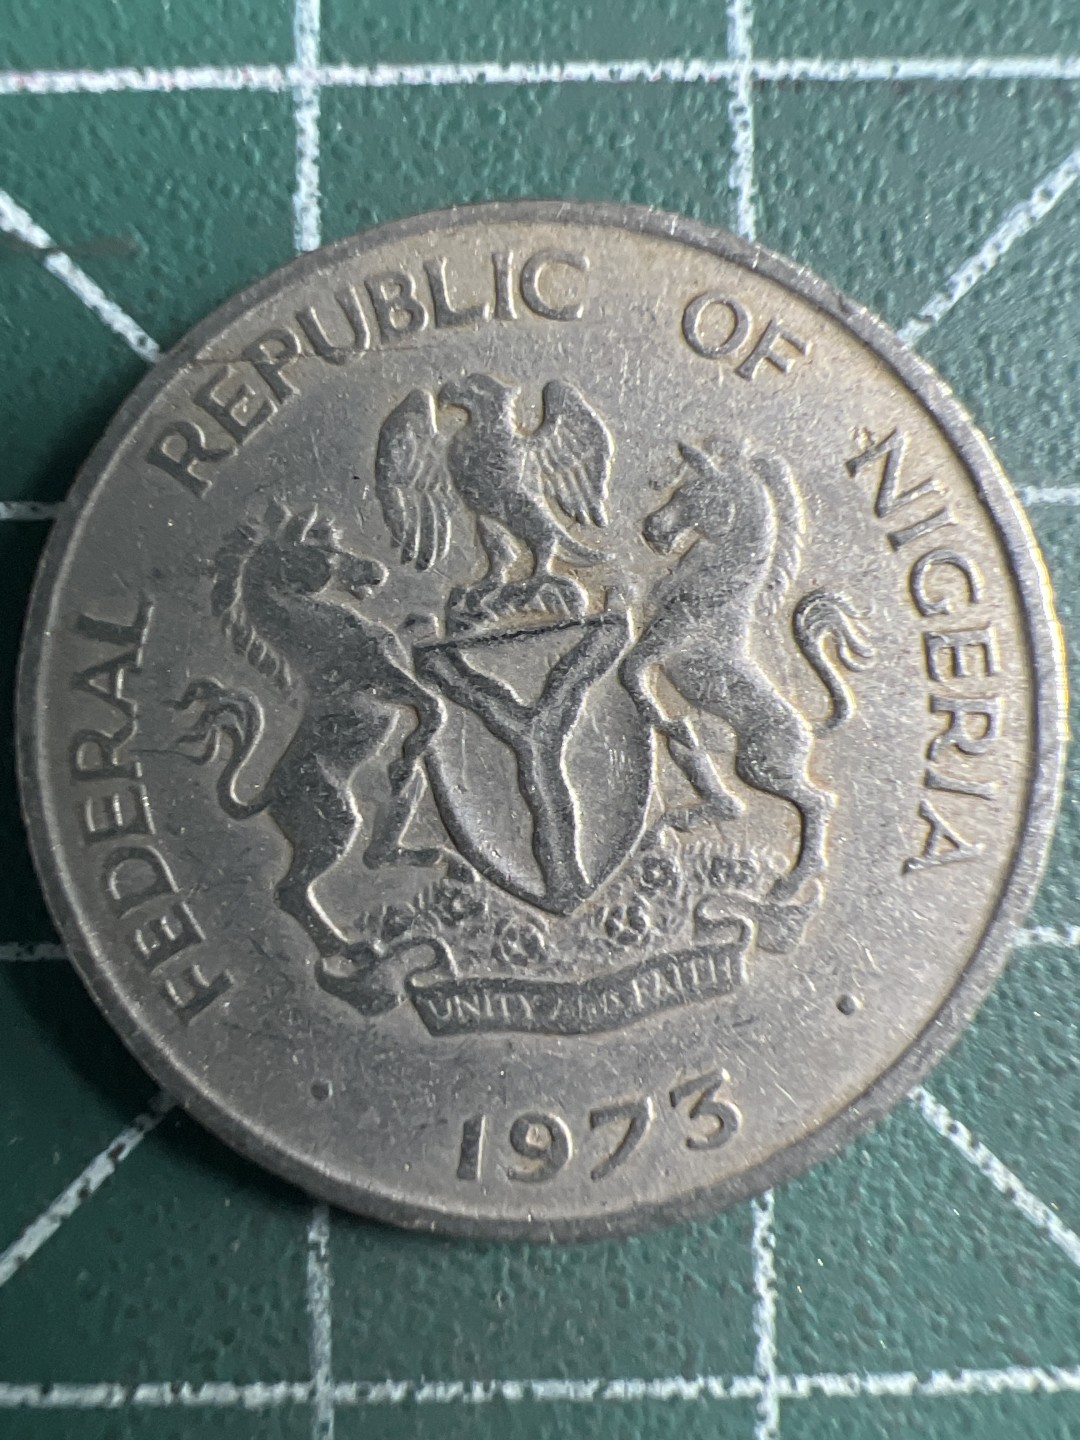 FEDERAL REPUBLIC OF NIGERIA
UNITY AND FAITH
1973